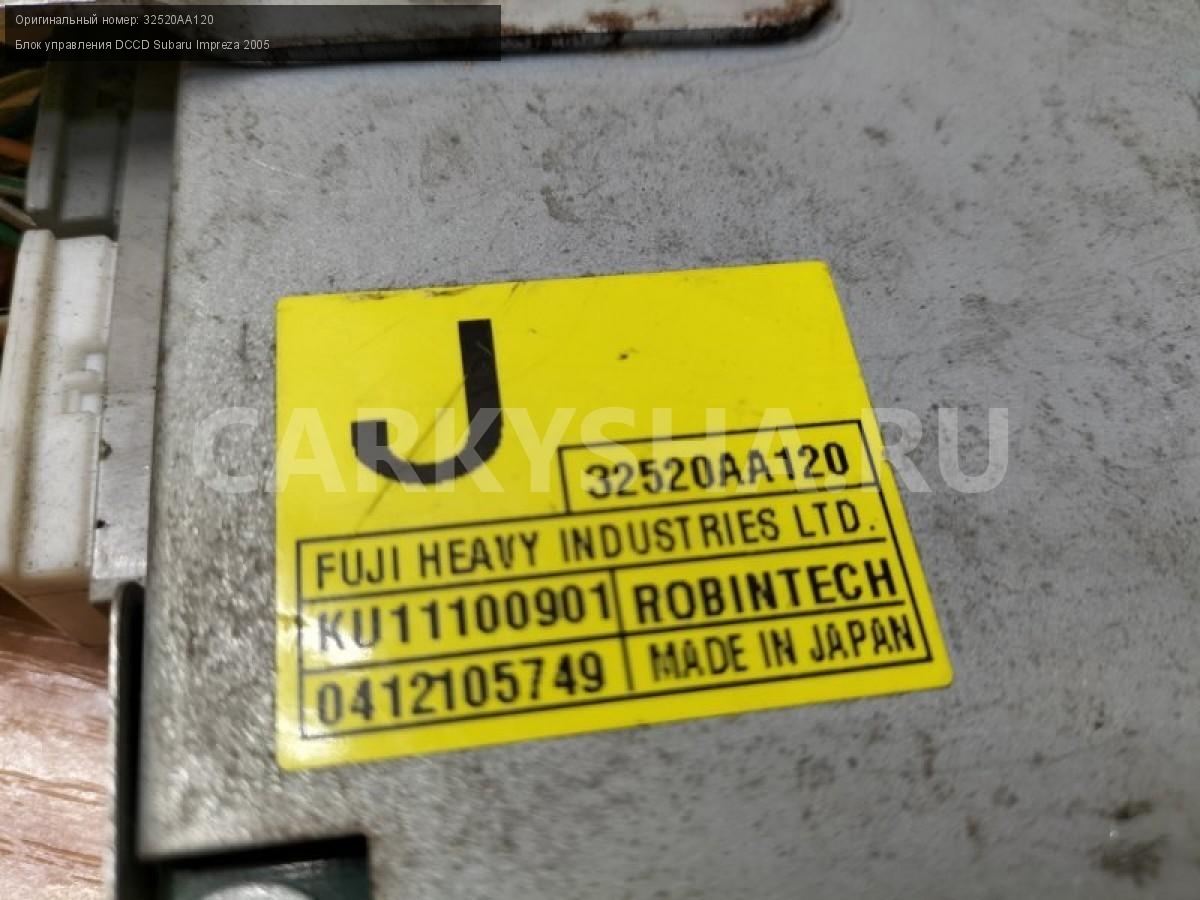 Оригинальный номер: 32520AA120
Блок управления DCCD Subaru Impreza 2005
J
CARKYSHA.RU
32520AA120
FUJI HEAVY INDUSTRIES LTD.
KU11100901 ROBINTECH
0412105749 MADE IN JAPAN